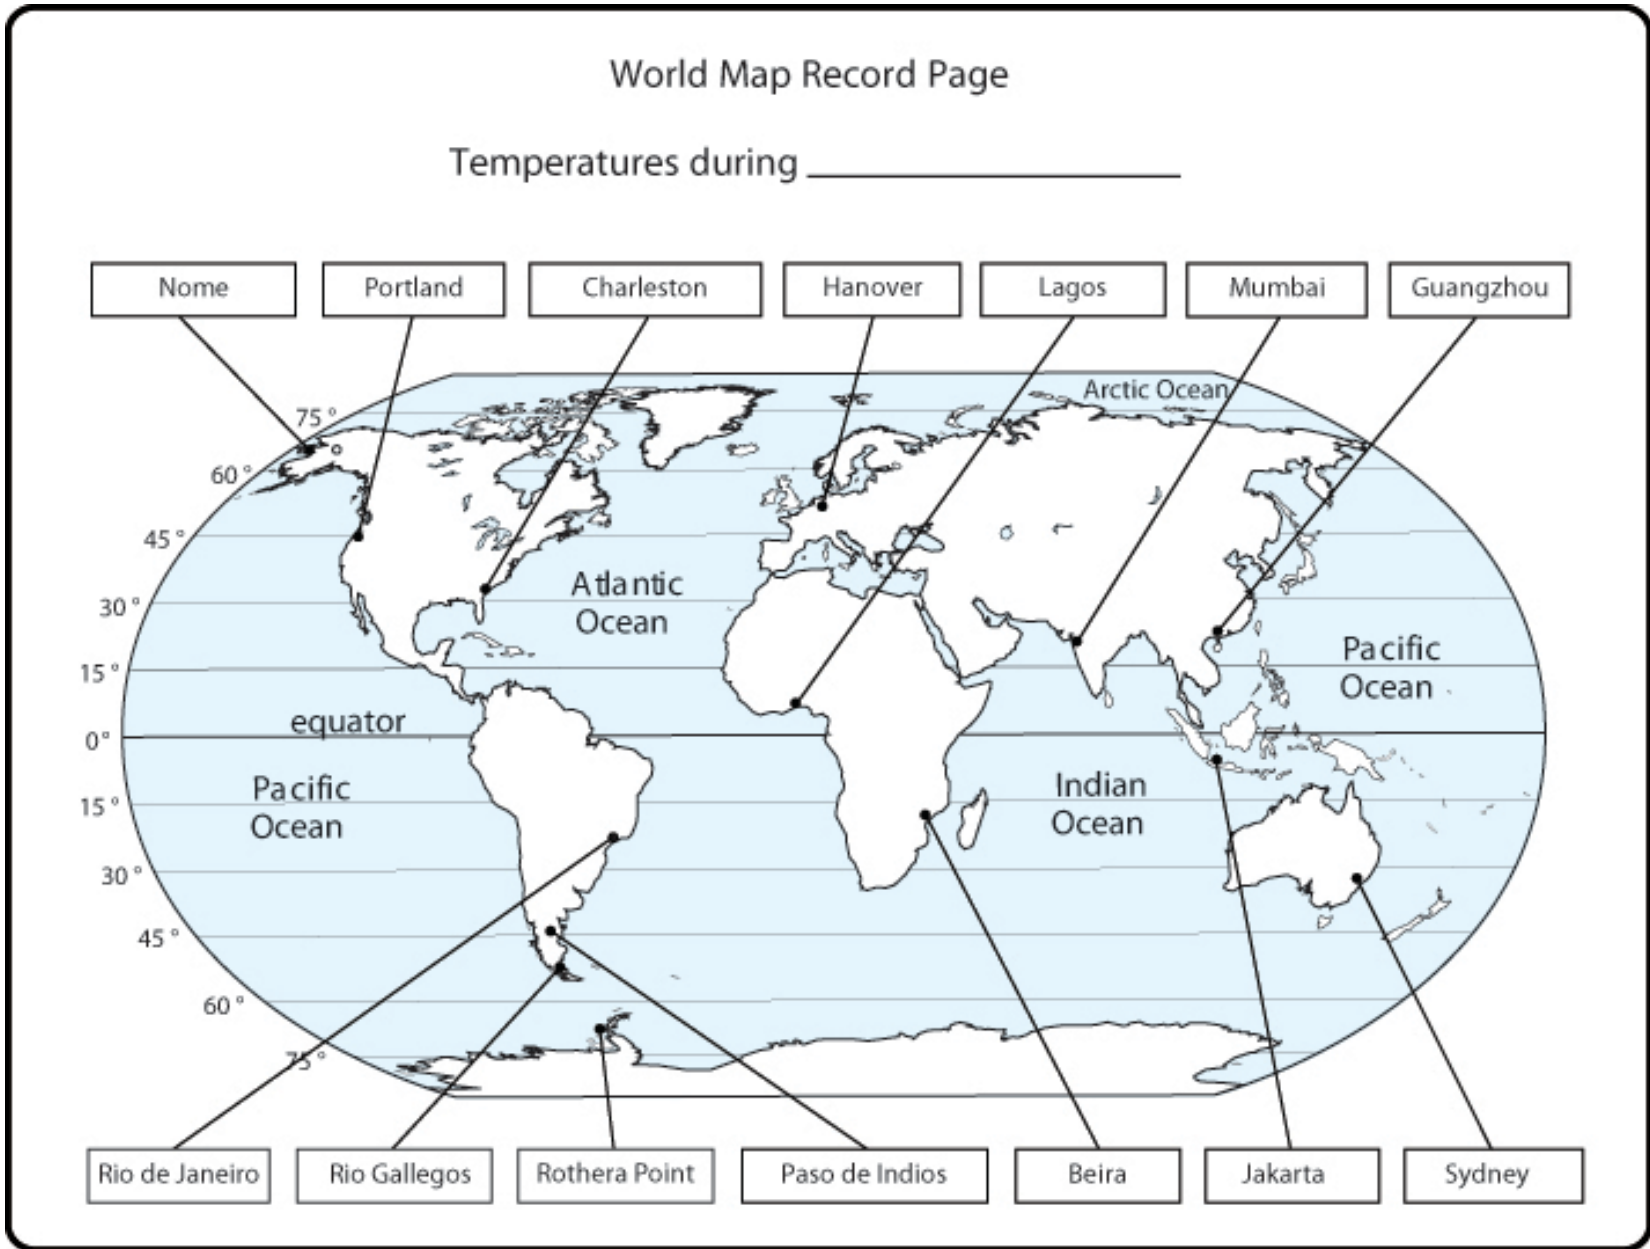 World Map Record Page
Temperatures during
Nome
Portland
Charleston
Hanover
Lagos
Mumbai
Guangzhou
Arctic Ocean
75°
60°
45°
Atlantic
Ocean
30°
Pacific
Ocean
15°
equator
0°
Pacific
Ocean
Indian
Ocean
15°
30°
45°
60°
75°
Rio de Janeiro
Rio Gallegos
Rothera Point
Paso de Indios
Beira
Jakarta
Sydney